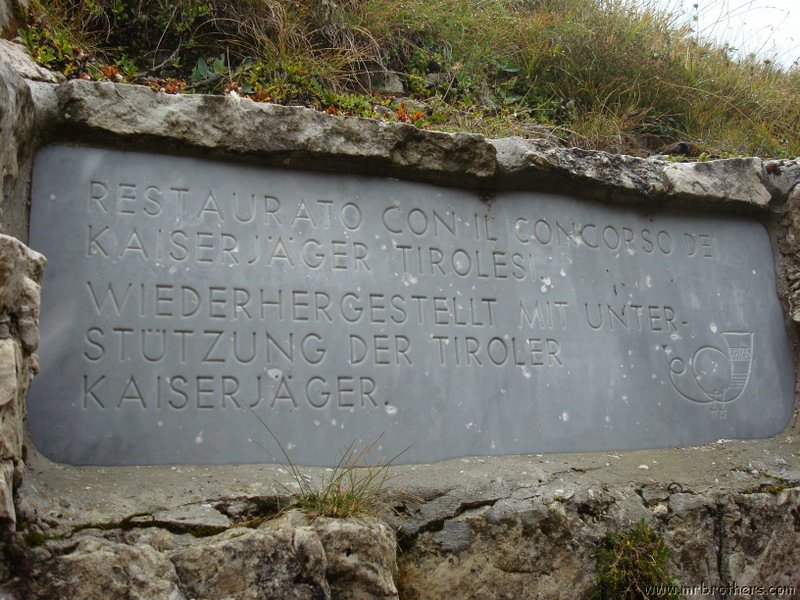 RESTAURATO CON IL CONCORSO DEI
KAISERJÄGER TIROLESI.
WIEDERHERGESTELLT MIT UNTER-
STÜTZUNG DER TIROLER
KAISERJÄGER.
www.mrbrothers.com